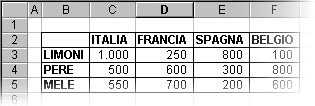 A B C D E F
1
2 ITALIA FRANCIA SPAGNA BELGIO
3 LIMONI 1.000 250 800 100
4 PERE 500 600 300 800
5 MELE 550 700 200 600